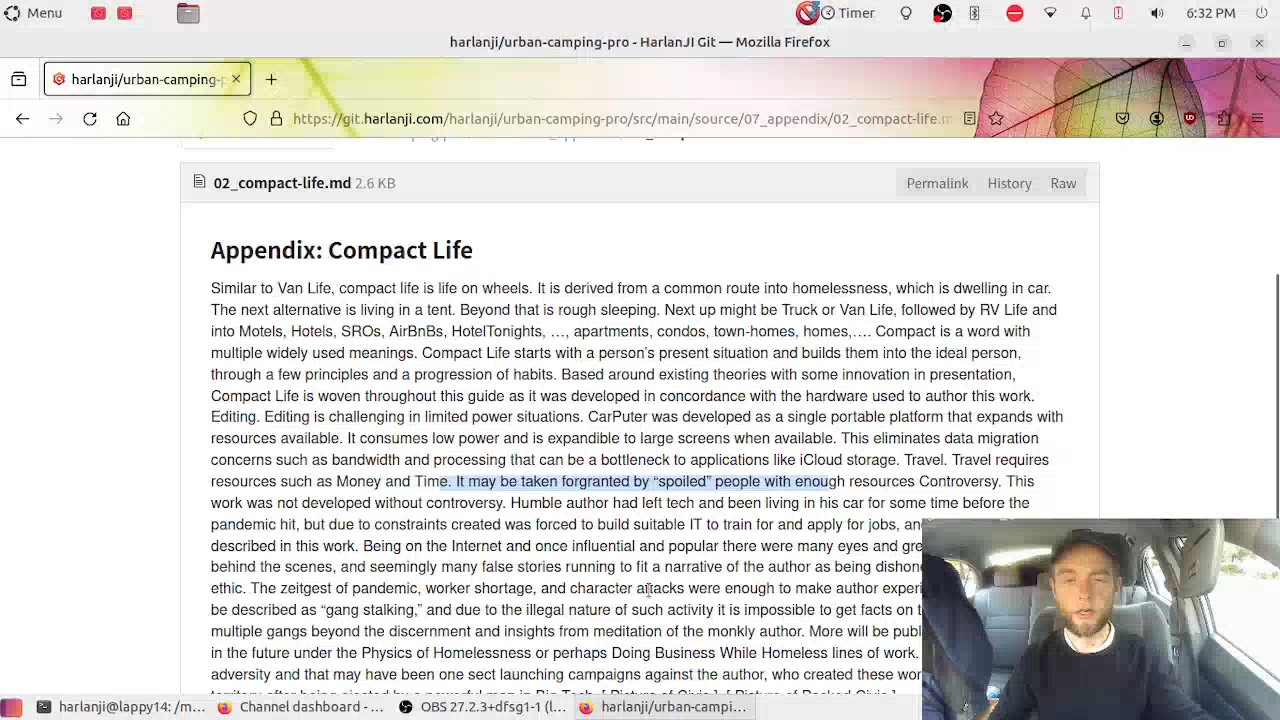 Menu
Timer
6:32 PM
harlanji/urban-camping-pro - HarlanJI Git — Mozilla Firefox
harlanji/urban-camping-p
https://git.harlanji.com/harlanji/urban-camping-pro/src/main/source/07_appendix/02_compact-life.m
02_compact-life.md 2.6 KB
Permalink
History
Raw
Appendix: Compact Life
Similar to Van Life, compact life is life on wheels. It is derived from a common route into homelessness, which is dwelling in car.
The next alternative is living in a tent. Beyond that is rough sleeping. Next up might be Truck or Van Life, followed by RV Life and
into Motels, Hotels, SROs, AirBnBs, HotelTonights, …, apartments, condos, town-homes, homes,…. Compact is a word with
multiple widely used meanings. Compact Life starts with a person's present situation and builds them into the ideal person,
through a few principles and a progression of habits. Based around existing theories with some innovation in presentation,
Compact Life is woven throughout this guide as it was developed in concordance with the hardware used to author this work.
Editing. Editing is challenging in limited power situations. CarPuter was developed as a single portable platform that expands with
resources available. It consumes low power and is expandible to large screens when available. This eliminates data migration
concerns such as bandwidth and processing that can be a bottleneck to applications like iCloud storage. Travel. Travel requires
resources such as Money and Time. It may be taken forgranted by “spoiled” people with enough resources Controversy. This
work was not developed without controversy. Humble author had left tech and been living in his car for some time before the
pandemic hit, but due to constraints created was forced to build suitable IT to train for and apply for jobs, an
described in this work. Being on the Internet and once influential and popular there were many eyes and gre
behind the scenes, and seemingly many false stories running to fit a narrative of the author as being dishone
ethic. The zeitgest of pandemic, worker shortage, and character attacks were enough to make author experi
be described as “gang stalking,” and due to the illegal nature of such activity it is impossible to get facts on t
multiple gangs beyond the discernment and insights from meditation of the monkly author. More will be publ
in the future under the Physics of Homelessness or perhaps Doing Business While Homeless lines of work.
adversity and that may have been one sect launching campaigns against the author, who created these wor
harlanji@lappy14: /m...
Channel dashboard - ...
OBS 27.2.3+dfsg1-1 (l...
harlanji/urban-campi...